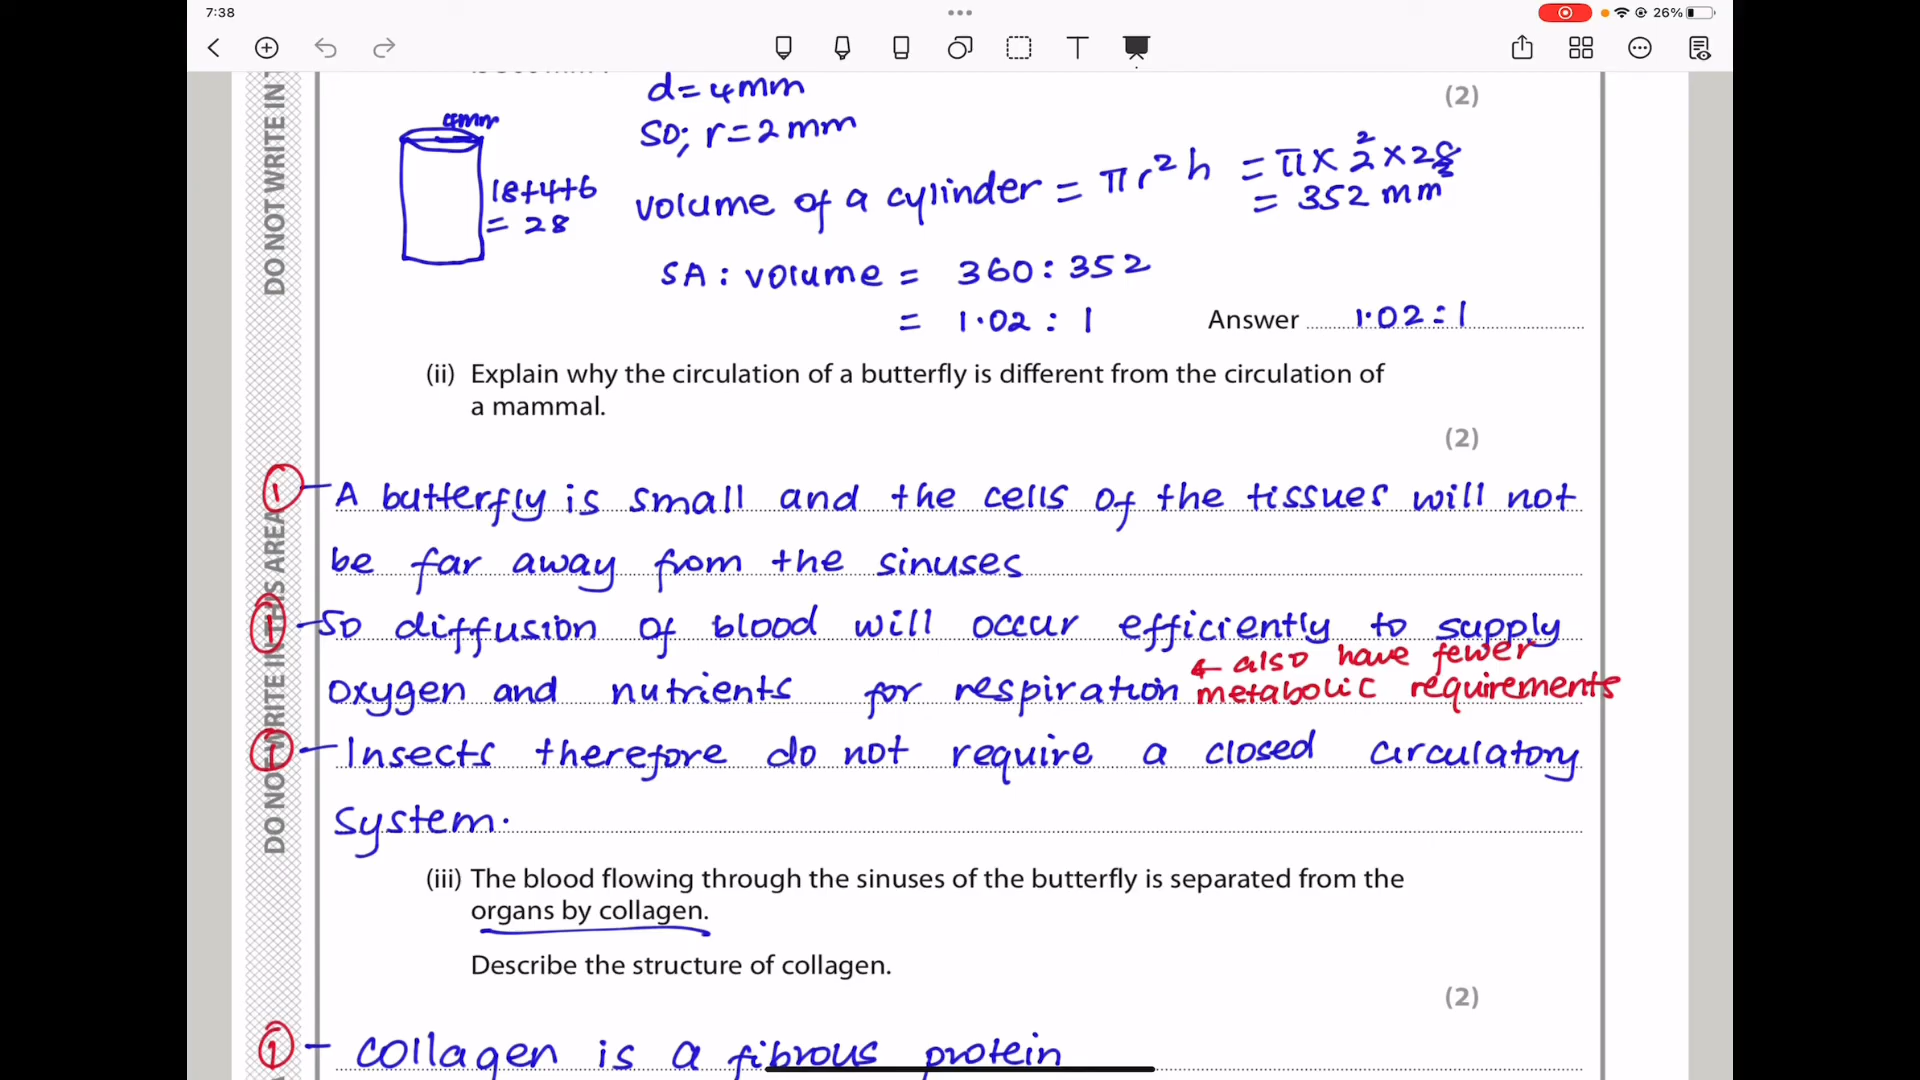 7:38
26%
d=4mm
(2)
4mm
so; r=2mm
18+4+6
= 28
volume of a cylinder = πr²h = π × 2² × 28
= 352 mm³
SA : volume = 360 : 352
= 1.02 : 1
Answer 1.02 : 1
(ii) Explain why the circulation of a butterfly is different from the circulation of
a mammal.
(2)
1 - A butterfly is small and the cells of the tissues will not
be far away from the sinuses
1 - So diffusion of blood will occur efficiently to supply
← also have fewer
oxygen and nutrients for respiration metabolic requirements
1 - Insects therefore do not require a closed circulatory
system.
(iii) The blood flowing through the sinuses of the butterfly is separated from the
organs by collagen.
Describe the structure of collagen.
(2)
1 - collagen is a fibrous protein
DO NOT WRITE IN T
DO NOT WRITE IN THIS AREA